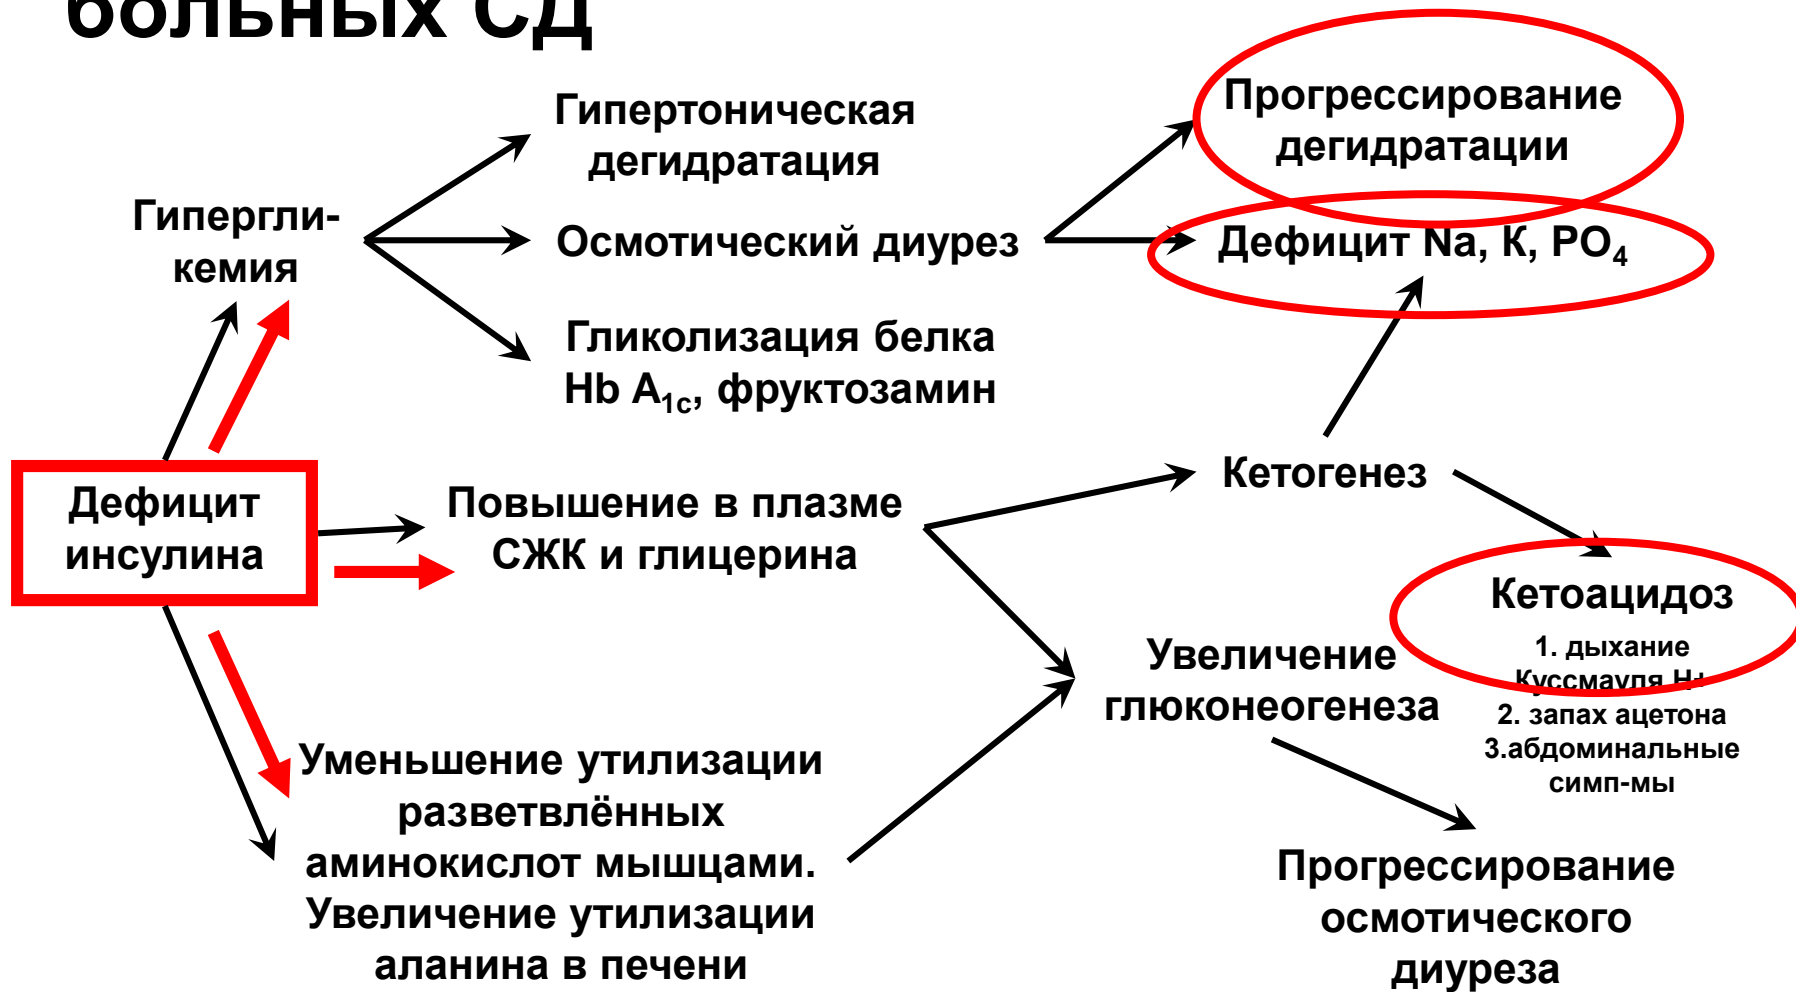 больных СД
Гипертоническая
дегидратация
Прогрессирование
дегидратации
Гипергли-
кемия
Осмотический диурез
Дефицит Na, К, PO4
Гликолизация белка
Hb A1c, фруктозамин
Дефицит
инсулина
Повышение в плазме
СЖК и глицерина
Кетогенез
Кетоацидоз
1. дыхание
Куссмауля Н+
2. запах ацетона
3.абдоминальные
симп-мы
Увеличение
глюконеогенеза
Уменьшение утилизации
разветвлённых
аминокислот мышцами.
Увеличение утилизации
аланина в печени
Прогрессирование
осмотического
диуреза